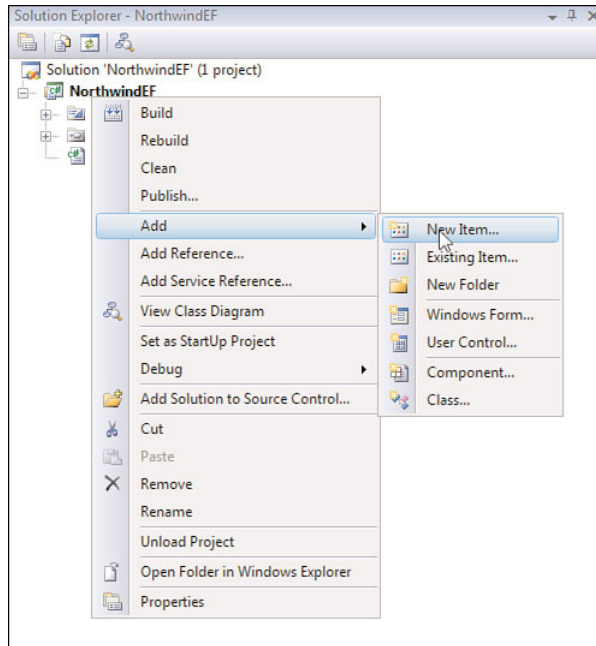 Solution Explorer - NorthwindEF
Solution 'NorthwindEF' (1 project)
NorthwindEF
Build
Rebuild
Clean
Publish...
Add
Add Reference...
Add Service Reference...
View Class Diagram
Set as StartUp Project
Debug
Add Solution to Source Control...
Cut
Paste
Remove
Rename
Unload Project
Open Folder in Windows Explorer
Properties
New Item...
Existing Item...
New Folder
Windows Form...
User Control...
Component...
Class...